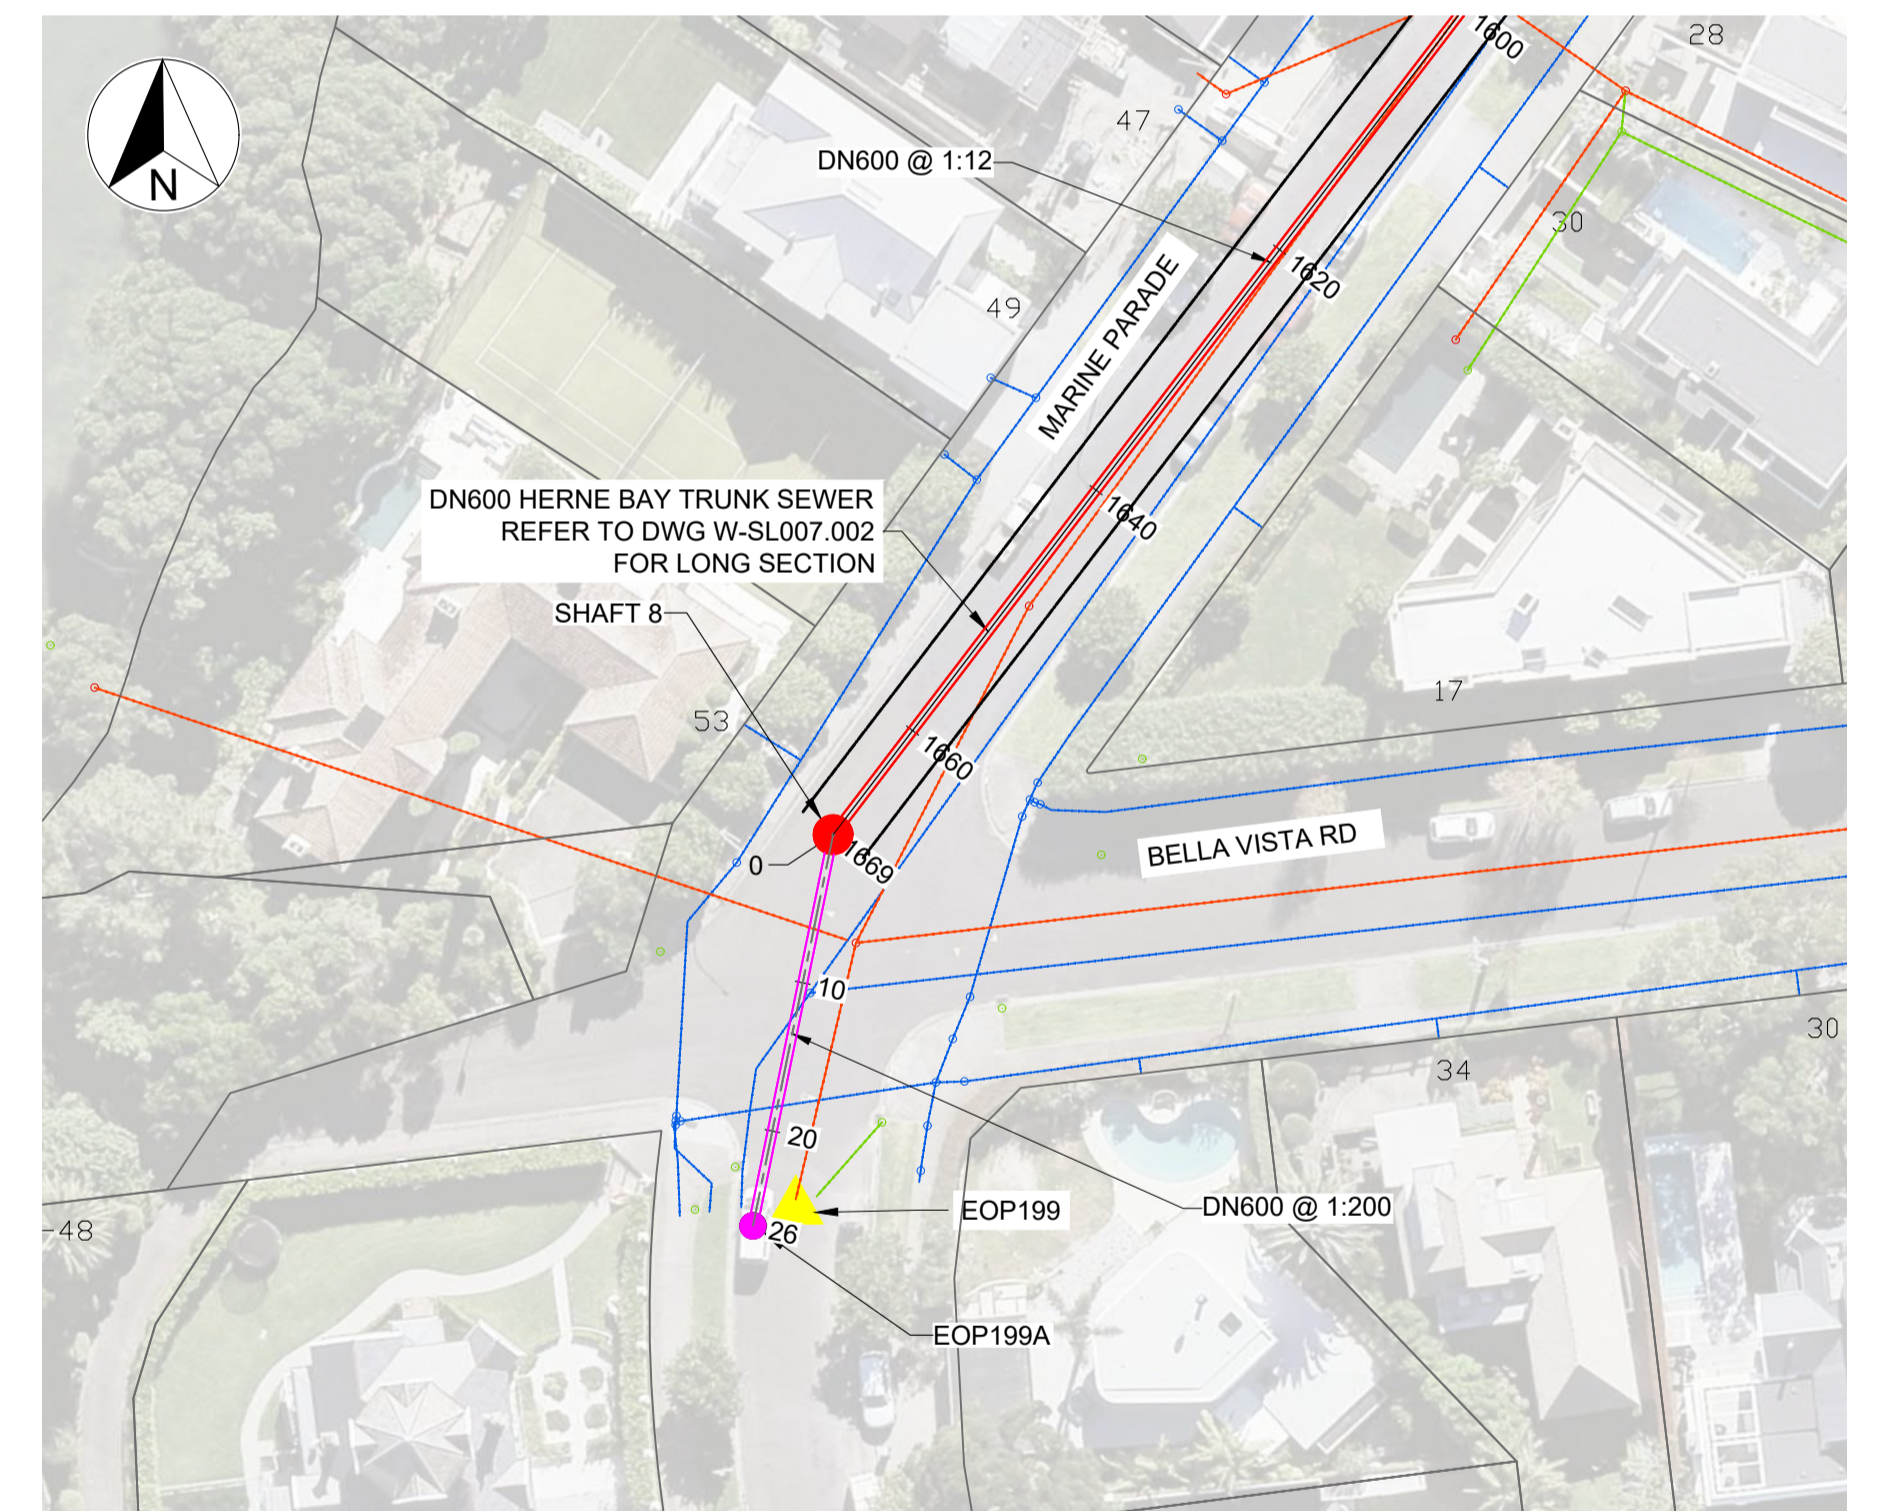 1600
28
47
DN600 @ 1:12
30
1620
MARINE PARADE
49
DN600 HERNE BAY TRUNK SEWER
REFER TO DWG W-SL007.002
FOR LONG SECTION
1640
SHAFT 8
53
17
1660
BELLA VISTA RD
0
1669
10
30
34
20
DN600 @ 1:200
EOP199
48
26
EOP199A
N